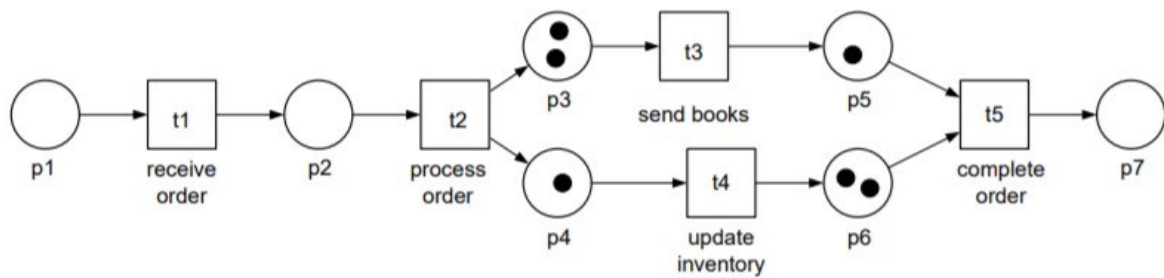 t1
t2
t3
t4
t5
p1
receive
order
p2
process
order
p3
p4
send books
update
inventory
p5
p6
complete
order
p7